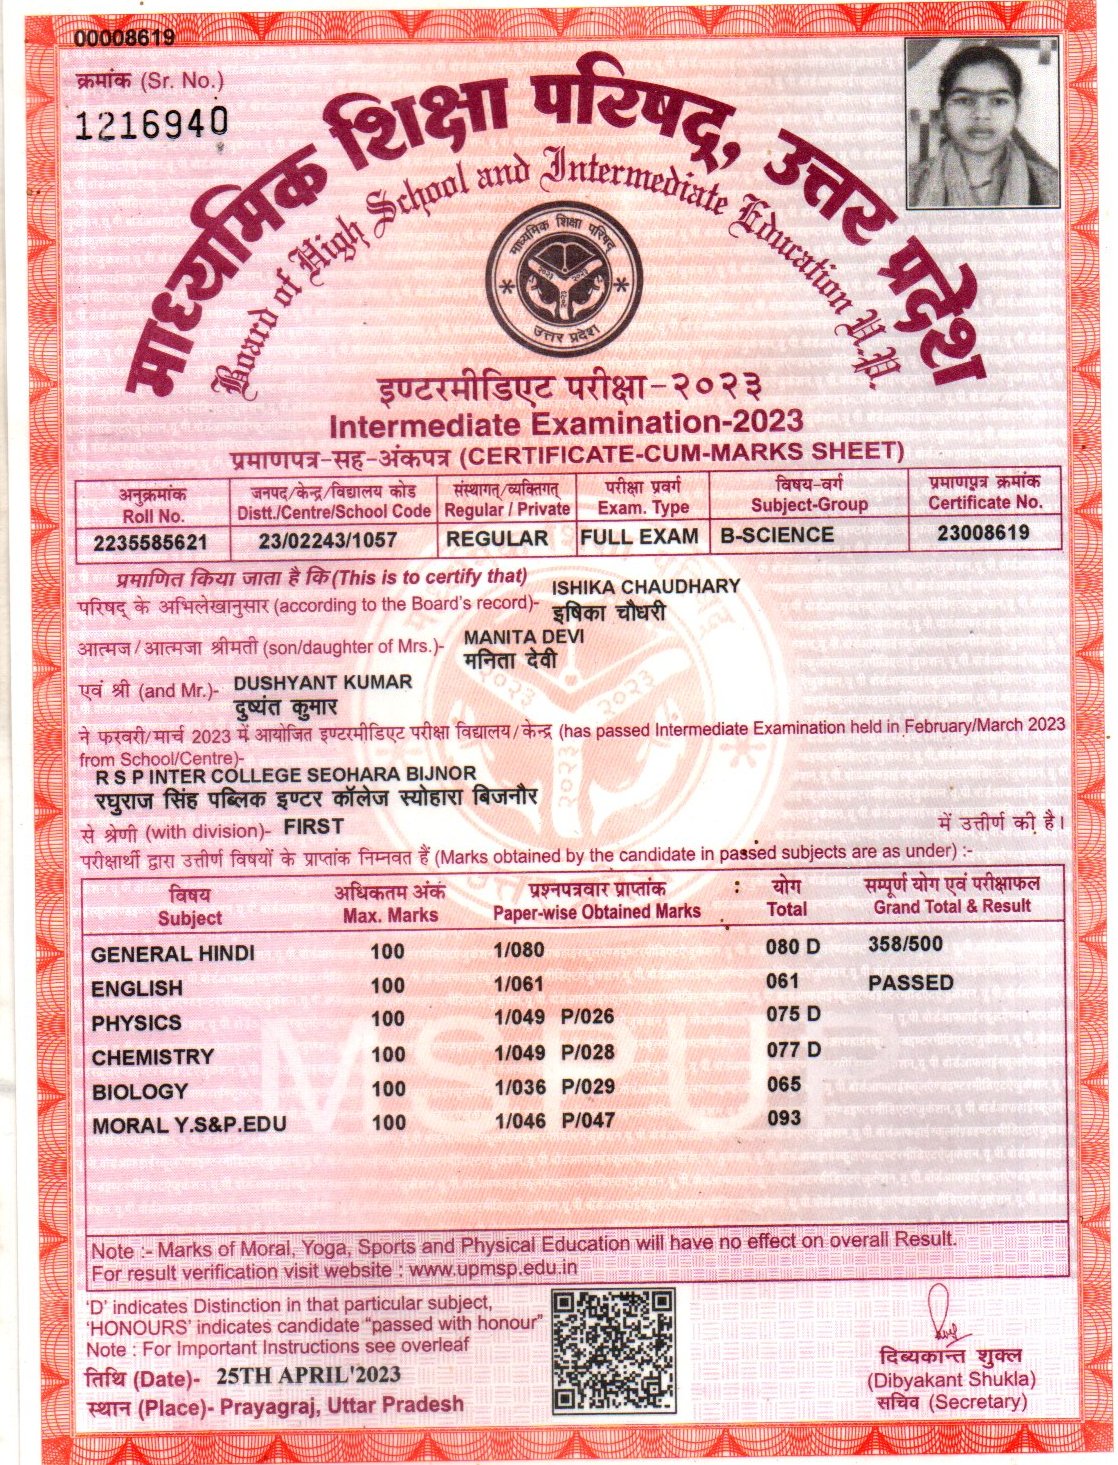 00008619
क्रमांक (Sr. No.)
1216940
माध्यमिक शिक्षा परिषद्, उत्तर प्रदेश
Board of High School and Intermediate Education U.P.
माध्यमिक शिक्षा परिषद्
२०२३ २०२३
२०२३
उत्तर प्रदेश
इण्टरमीडिएट परीक्षा-२०२३
Intermediate Examination-2023
प्रमाणपत्र-सह-अंकपत्र (CERTIFICATE-CUM-MARKS SHEET)
अनुक्रमांक जनपद/केन्द्र/विद्यालय कोड संस्थागत्/व्यक्तिगत् परीक्षा प्रवर्ग विषय-वर्ग प्रमाणपत्र क्रमांक
Roll No. Distt./Centre/School Code Regular / Private Exam. Type Subject-Group Certificate No.
2235585621 23/02243/1057 REGULAR FULL EXAM B-SCIENCE 23008619
प्रमाणित किया जाता है कि (This is to certify that) ISHIKA CHAUDHARY
परिषद् के अभिलेखानुसार (according to the Board's record)- इषिका चौधरी
आत्मज/आत्मजा श्रीमती (son/daughter of Mrs.)- MANITA DEVI
मनिता देवी
एवं श्री (and Mr.)- DUSHYANT KUMAR
दुष्यंत कुमार
ने फरवरी/मार्च 2023 में आयोजित इण्टरमीडिएट परीक्षा विद्यालय/केन्द्र (has passed Intermediate Examination held in February/March 2023
from School/Centre)-
R S P INTER COLLEGE SEOHARA BIJNOR
रघुराज सिंह पब्लिक इण्टर कॉलेज स्योहारा बिजनौर
से श्रेणी (with division)- FIRST में उत्तीर्ण की है।
परीक्षार्थी द्वारा उत्तीर्ण विषयों के प्राप्तांक निम्नवत हैं (Marks obtained by the candidate in passed subjects are as under) :-
विषय अधिकतम अंक प्रश्नपत्रवार प्राप्तांक : योग सम्पूर्ण योग एवं परीक्षाफल
Subject Max. Marks Paper-wise Obtained Marks Total Grand Total & Result
GENERAL HINDI 100 1/080 080 D 358/500
ENGLISH 100 1/061 061 PASSED
PHYSICS 100 1/049 P/026 075 D
CHEMISTRY 100 1/049 P/028 077 D
BIOLOGY 100 1/036 P/029 065
MORAL Y.S&P.EDU 100 1/046 P/047 093
Note :- Marks of Moral, Yoga, Sports and Physical Education will have no effect on overall Result.
For result verification visit website : www.upmsp.edu.in
'D' indicates Distinction in that particular subject,
'HONOURS' indicates candidate "passed with honour"
Note : For Important Instructions see overleaf
तिथि (Date)- 25TH APRIL'2023
स्थान (Place)- Prayagraj, Uttar Pradesh
दिब्यकान्त शुक्ल
(Dibyakant Shukla)
सचिव (Secretary)